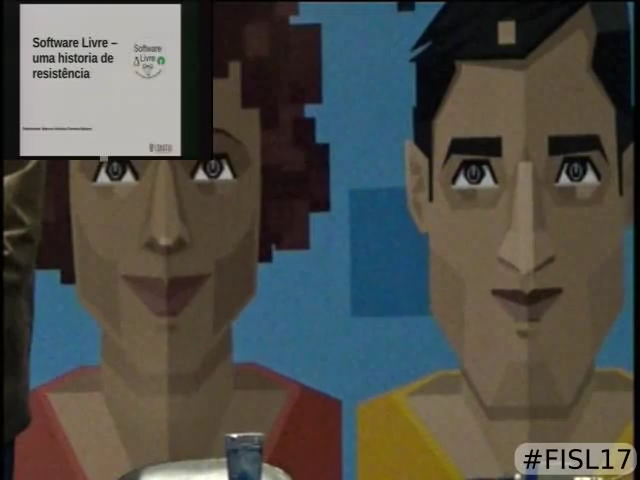 Software Livre –
uma historia de
resistência
Software
Livre
#FISL17